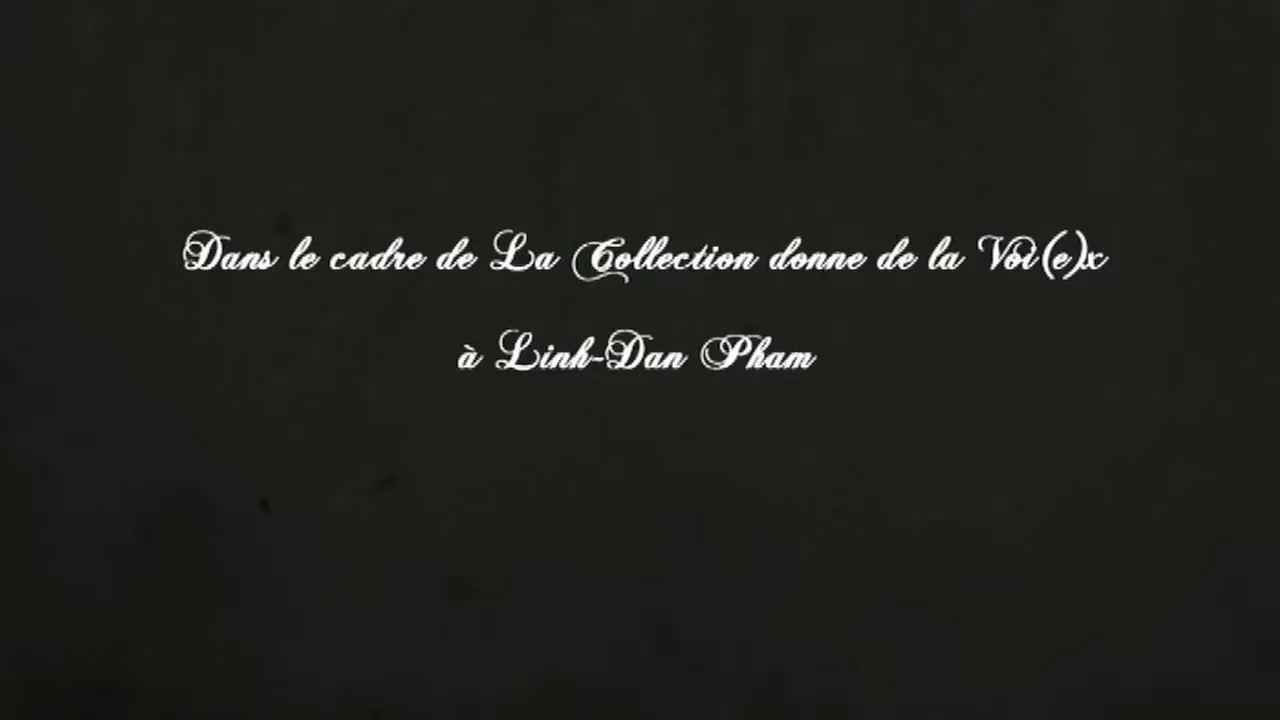 Dans le cadre de La Collection donne de la Voi(e)x
à Linh-Dan Pham